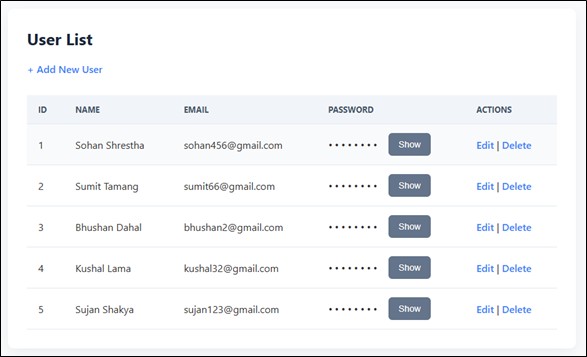 User List
+ Add New User
ID NAME EMAIL PASSWORD ACTIONS
1 Sohan Shrestha sohan456@gmail.com •••••••• Show Edit | Delete
2 Sumit Tamang sumit66@gmail.com •••••••• Show Edit | Delete
3 Bhushan Dahal bhushan2@gmail.com •••••••• Show Edit | Delete
4 Kushal Lama kushal32@gmail.com •••••••• Show Edit | Delete
5 Sujan Shakya sujan123@gmail.com •••••••• Show Edit | Delete